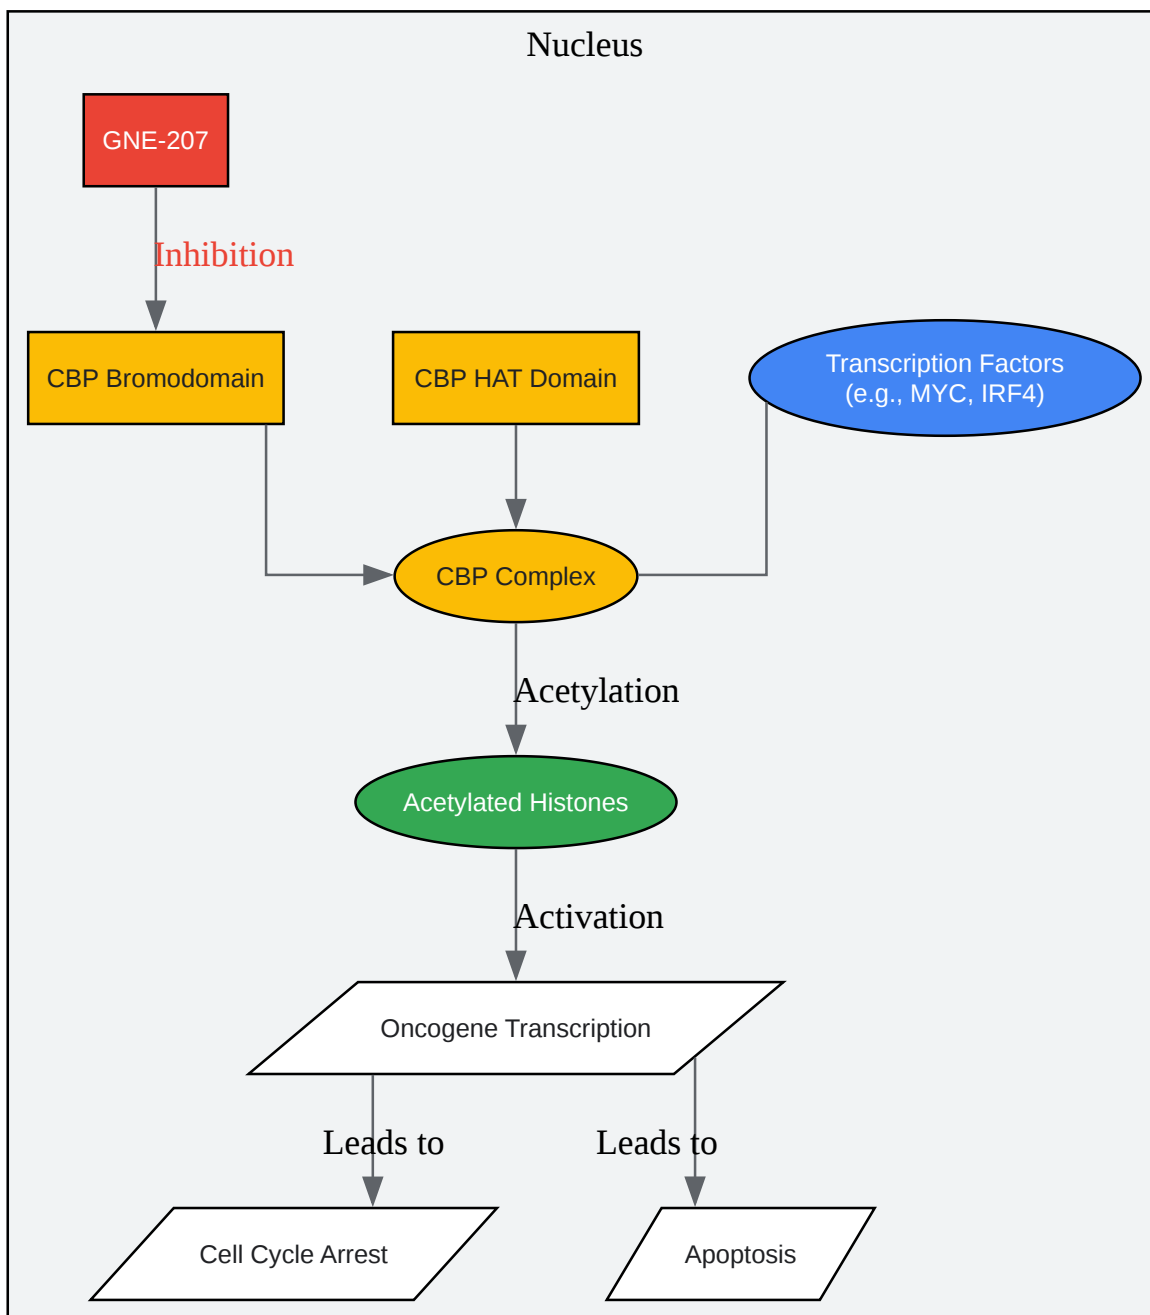 Nucleus
GNE-207
Inhibition
CBP Bromodomain
CBP HAT Domain
Transcription Factors
(e.g., MYC, IRF4)
CBP Complex
Acetylation
Acetylated Histones
Activation
Oncogene Transcription
Leads to
Leads to
Cell Cycle Arrest
Apoptosis